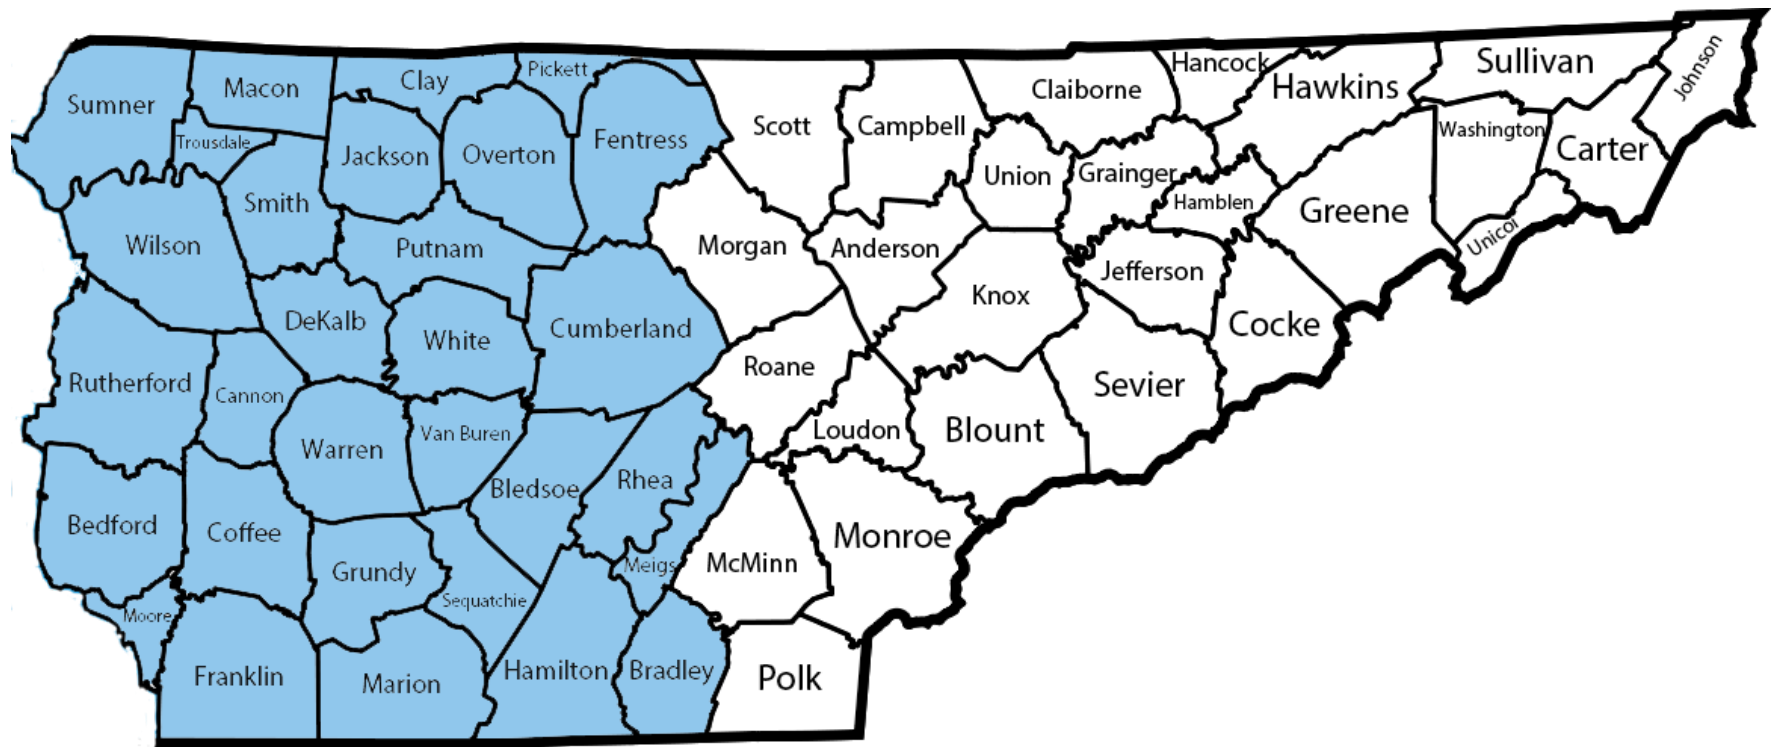 Sumner
Macon
Clay
Pickett
Trousdale
Jackson
Overton
Fentress
Scott
Campbell
Claiborne
Hancock
Hawkins
Sullivan
Johnson
Washington
Carter
Union
Grainger
Hamblen
Greene
Unicoi
Smith
Wilson
Putnam
Morgan
Anderson
Jefferson
Knox
Cocke
DeKalb
White
Cumberland
Roane
Sevier
Rutherford
Cannon
Warren
Van Buren
Loudon
Blount
Bledsoe
Rhea
Bedford
Coffee
Grundy
Meigs
McMinn
Monroe
Sequatchie
Moore
Franklin
Marion
Hamilton
Bradley
Polk